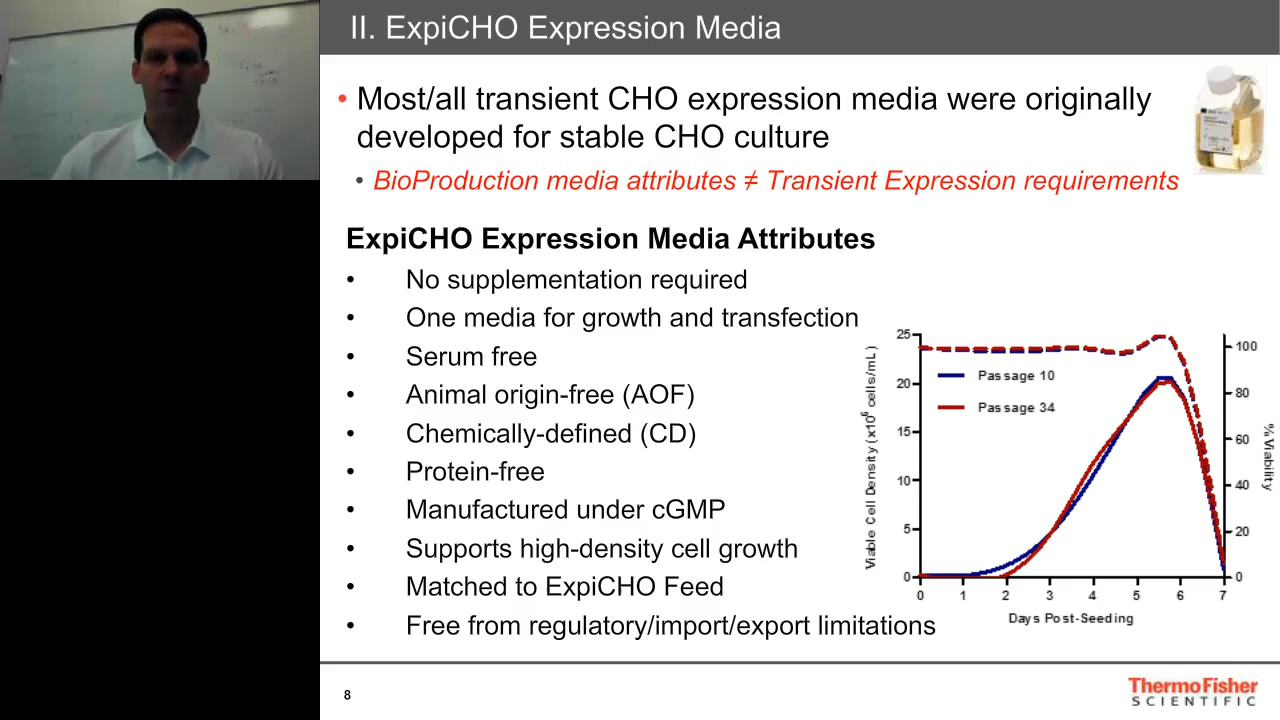 II. ExpiCHO Expression Media
• Most/all transient CHO expression media were originally
developed for stable CHO culture
• BioProduction media attributes ≠ Transient Expression requirements
ExpiCHO Expression Media Attributes
• No supplementation required
• One media for growth and transfection
• Serum free
• Animal origin-free (AOF)
• Chemically-defined (CD)
• Protein-free
• Manufactured under cGMP
• Supports high-density cell growth
• Matched to ExpiCHO Feed
• Free from regulatory/import/export limitations
Viable Cell Density (x10⁶ cells/mL)
25
20
15
10
5
0
Passage 10
Passage 34
100
80
60
40
20
0
% Viability
0 1 2 3 4 5 6 7
Days Post-Seeding
8
ThermoFisher
SCIENTIFIC